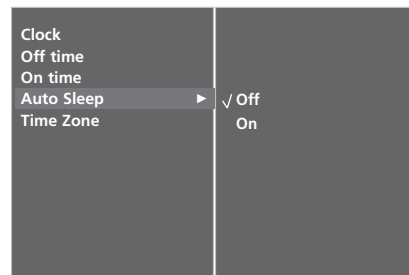 Clock
Off time
On time
Auto Sleep ► √ Off
On
Time Zone